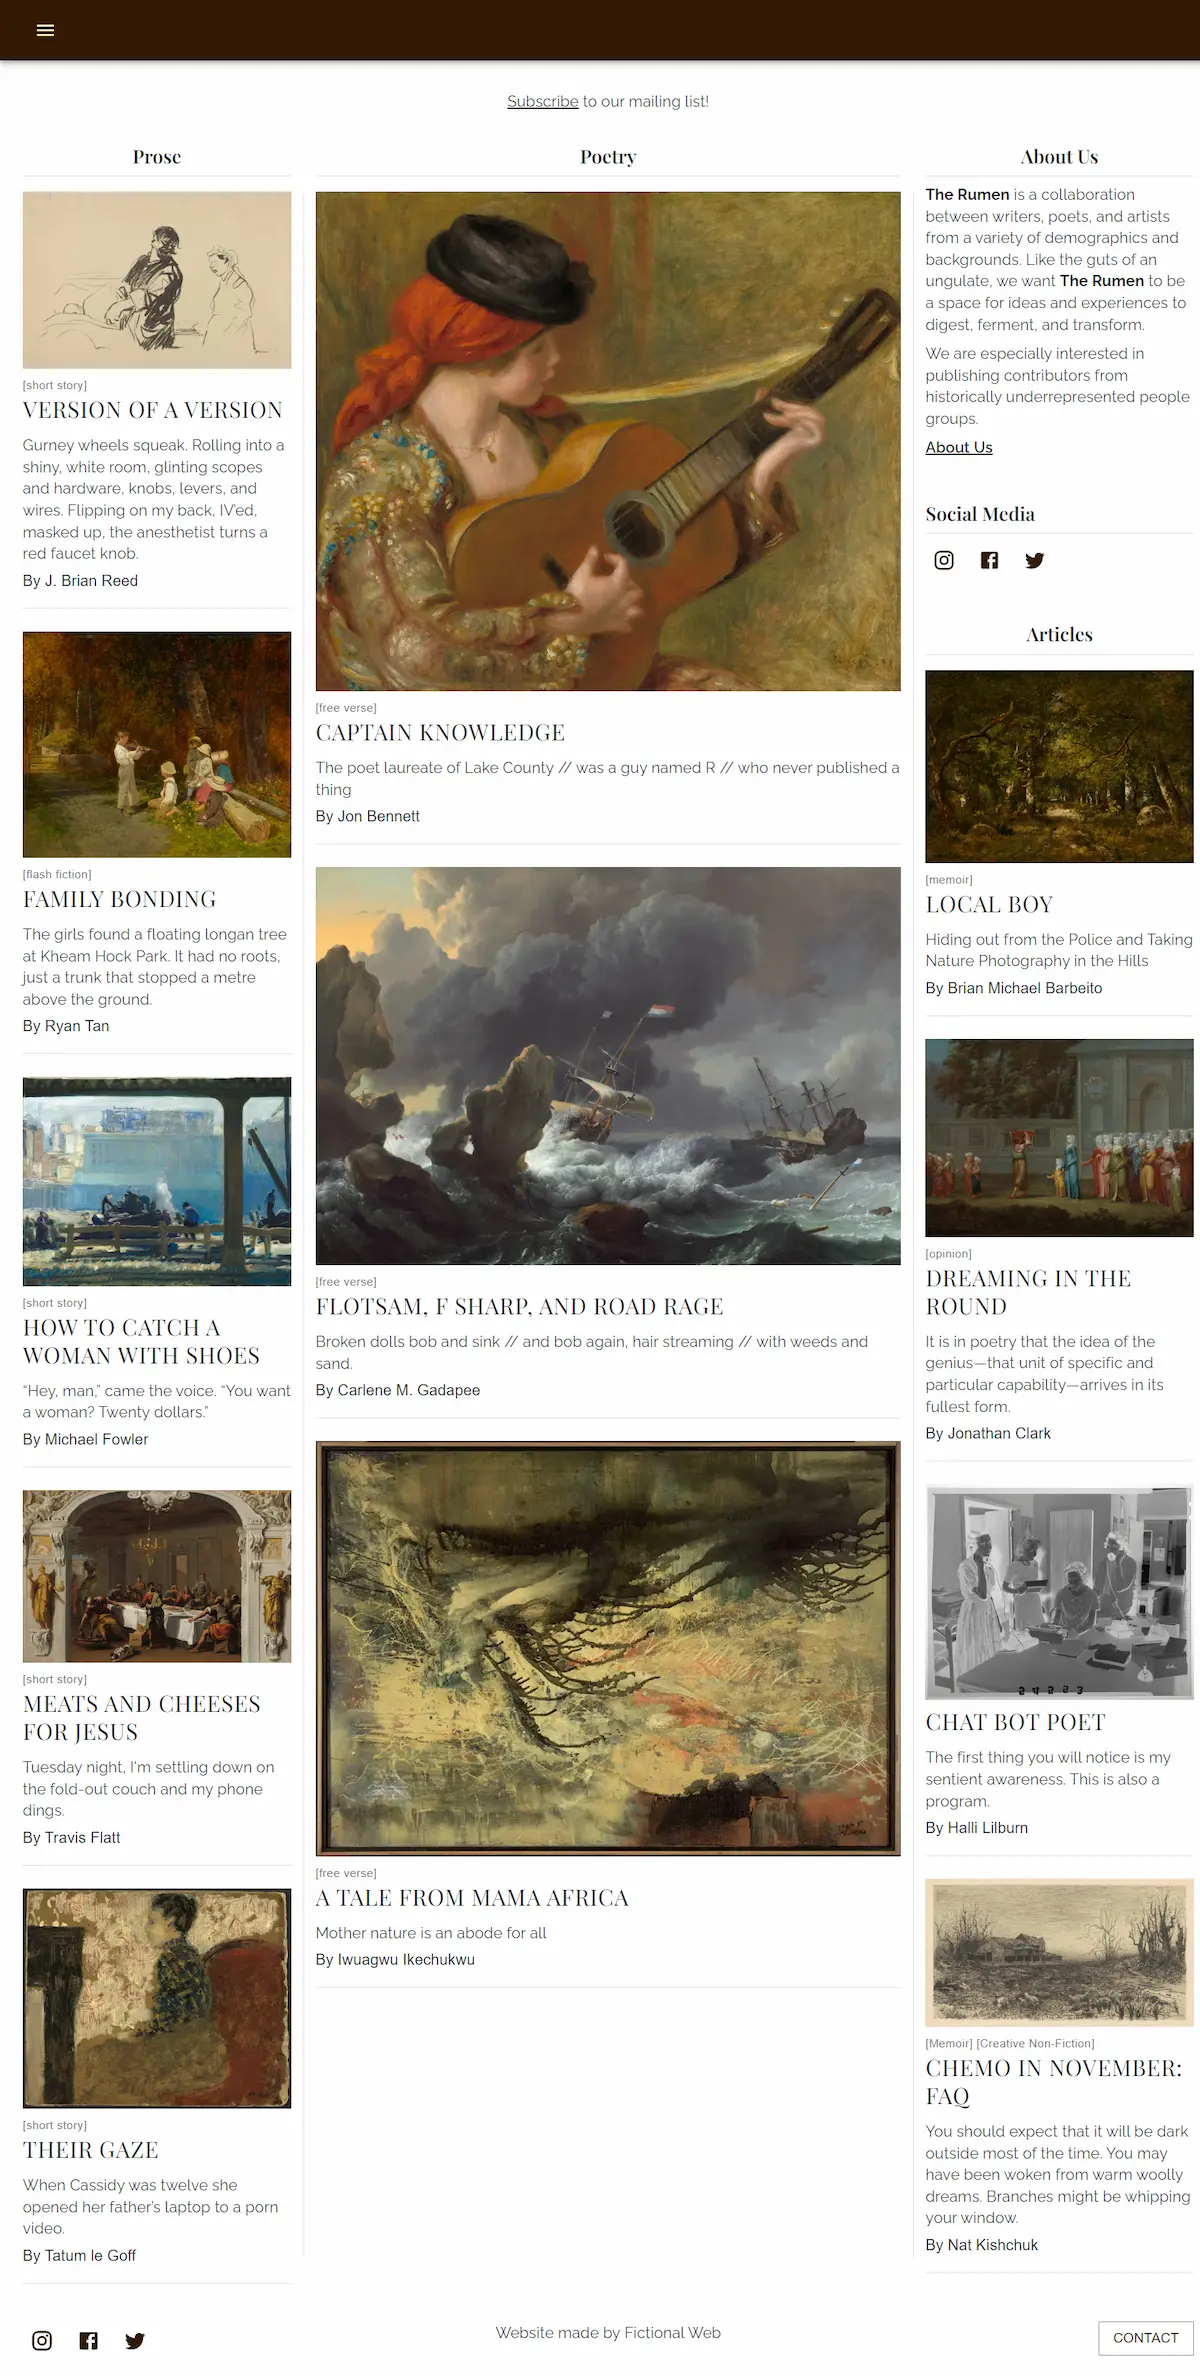 Subscribe to our mailing list!
Prose
[short story]
VERSION OF A VERSION
Gurney wheels squeak. Rolling into a
shiny, white room, glinting scopes
and hardware, knobs, levers, and
wires. Flipping on my back, IV'ed,
masked up, the anesthetist turns a
red faucet knob.
By J. Brian Reed
[flash fiction]
FAMILY BONDING
The girls found a floating longan tree
at Kheam Hock Park. It had no roots,
just a trunk that stopped a metre
above the ground.
By Ryan Tan
[short story]
HOW TO CATCH A
WOMAN WITH SHOES
“Hey, man,” came the voice. “You want
a woman? Twenty dollars.”
By Michael Fowler
[short story]
MEATS AND CHEESES
FOR JESUS
Tuesday night, I'm settling down on
the fold-out couch and my phone
dings.
By Travis Flatt
[short story]
THEIR GAZE
When Cassidy was twelve she
opened her father's laptop to a porn
video.
By Tatum le Goff
Poetry
[free verse]
CAPTAIN KNOWLEDGE
The poet laureate of Lake County // was a guy named R // who never published a
thing
By Jon Bennett
[free verse]
FLOTSAM, F SHARP, AND ROAD RAGE
Broken dolls bob and sink // and bob again, hair streaming // with weeds and
sand.
By Carlene M. Gadapee
[free verse]
A TALE FROM MAMA AFRICA
Mother nature is an abode for all
By Iwuagwu Ikechukwu
About Us
The Rumen is a collaboration
between writers, poets, and artists
from a variety of demographics and
backgrounds. Like the guts of an
ungulate, we want The Rumen to be
a space for ideas and experiences to
digest, ferment, and transform.
We are especially interested in
publishing contributors from
historically underrepresented people
groups.
About Us
Social Media
Articles
[memoir]
LOCAL BOY
Hiding out from the Police and Taking
Nature Photography in the Hills
By Brian Michael Barbeito
[opinion]
DREAMING IN THE
ROUND
It is in poetry that the idea of the
genius—that unit of specific and
particular capability—arrives in its
fullest form.
By Jonathan Clark
CHAT BOT POET
The first thing you will notice is my
sentient awareness. This is also a
program.
By Halli Lilburn
[Memoir] [Creative Non-Fiction]
CHEMO IN NOVEMBER:
FAQ
You should expect that it will be dark
outside most of the time. You may
have been woken from warm woolly
dreams. Branches might be whipping
your window.
By Nat Kishchuk
Website made by Fictional Web
CONTACT